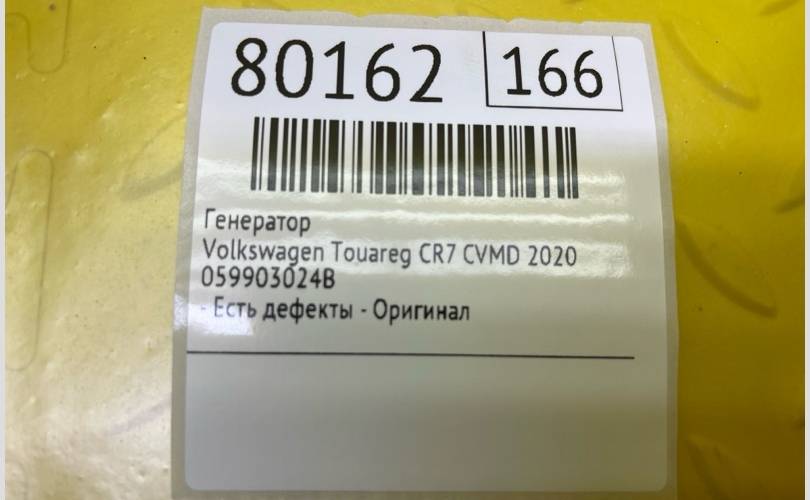 80162 166
Генератор
Volkswagen Touareg CR7 CVMD 2020
059903024B
- Есть дефекты - Оригинал